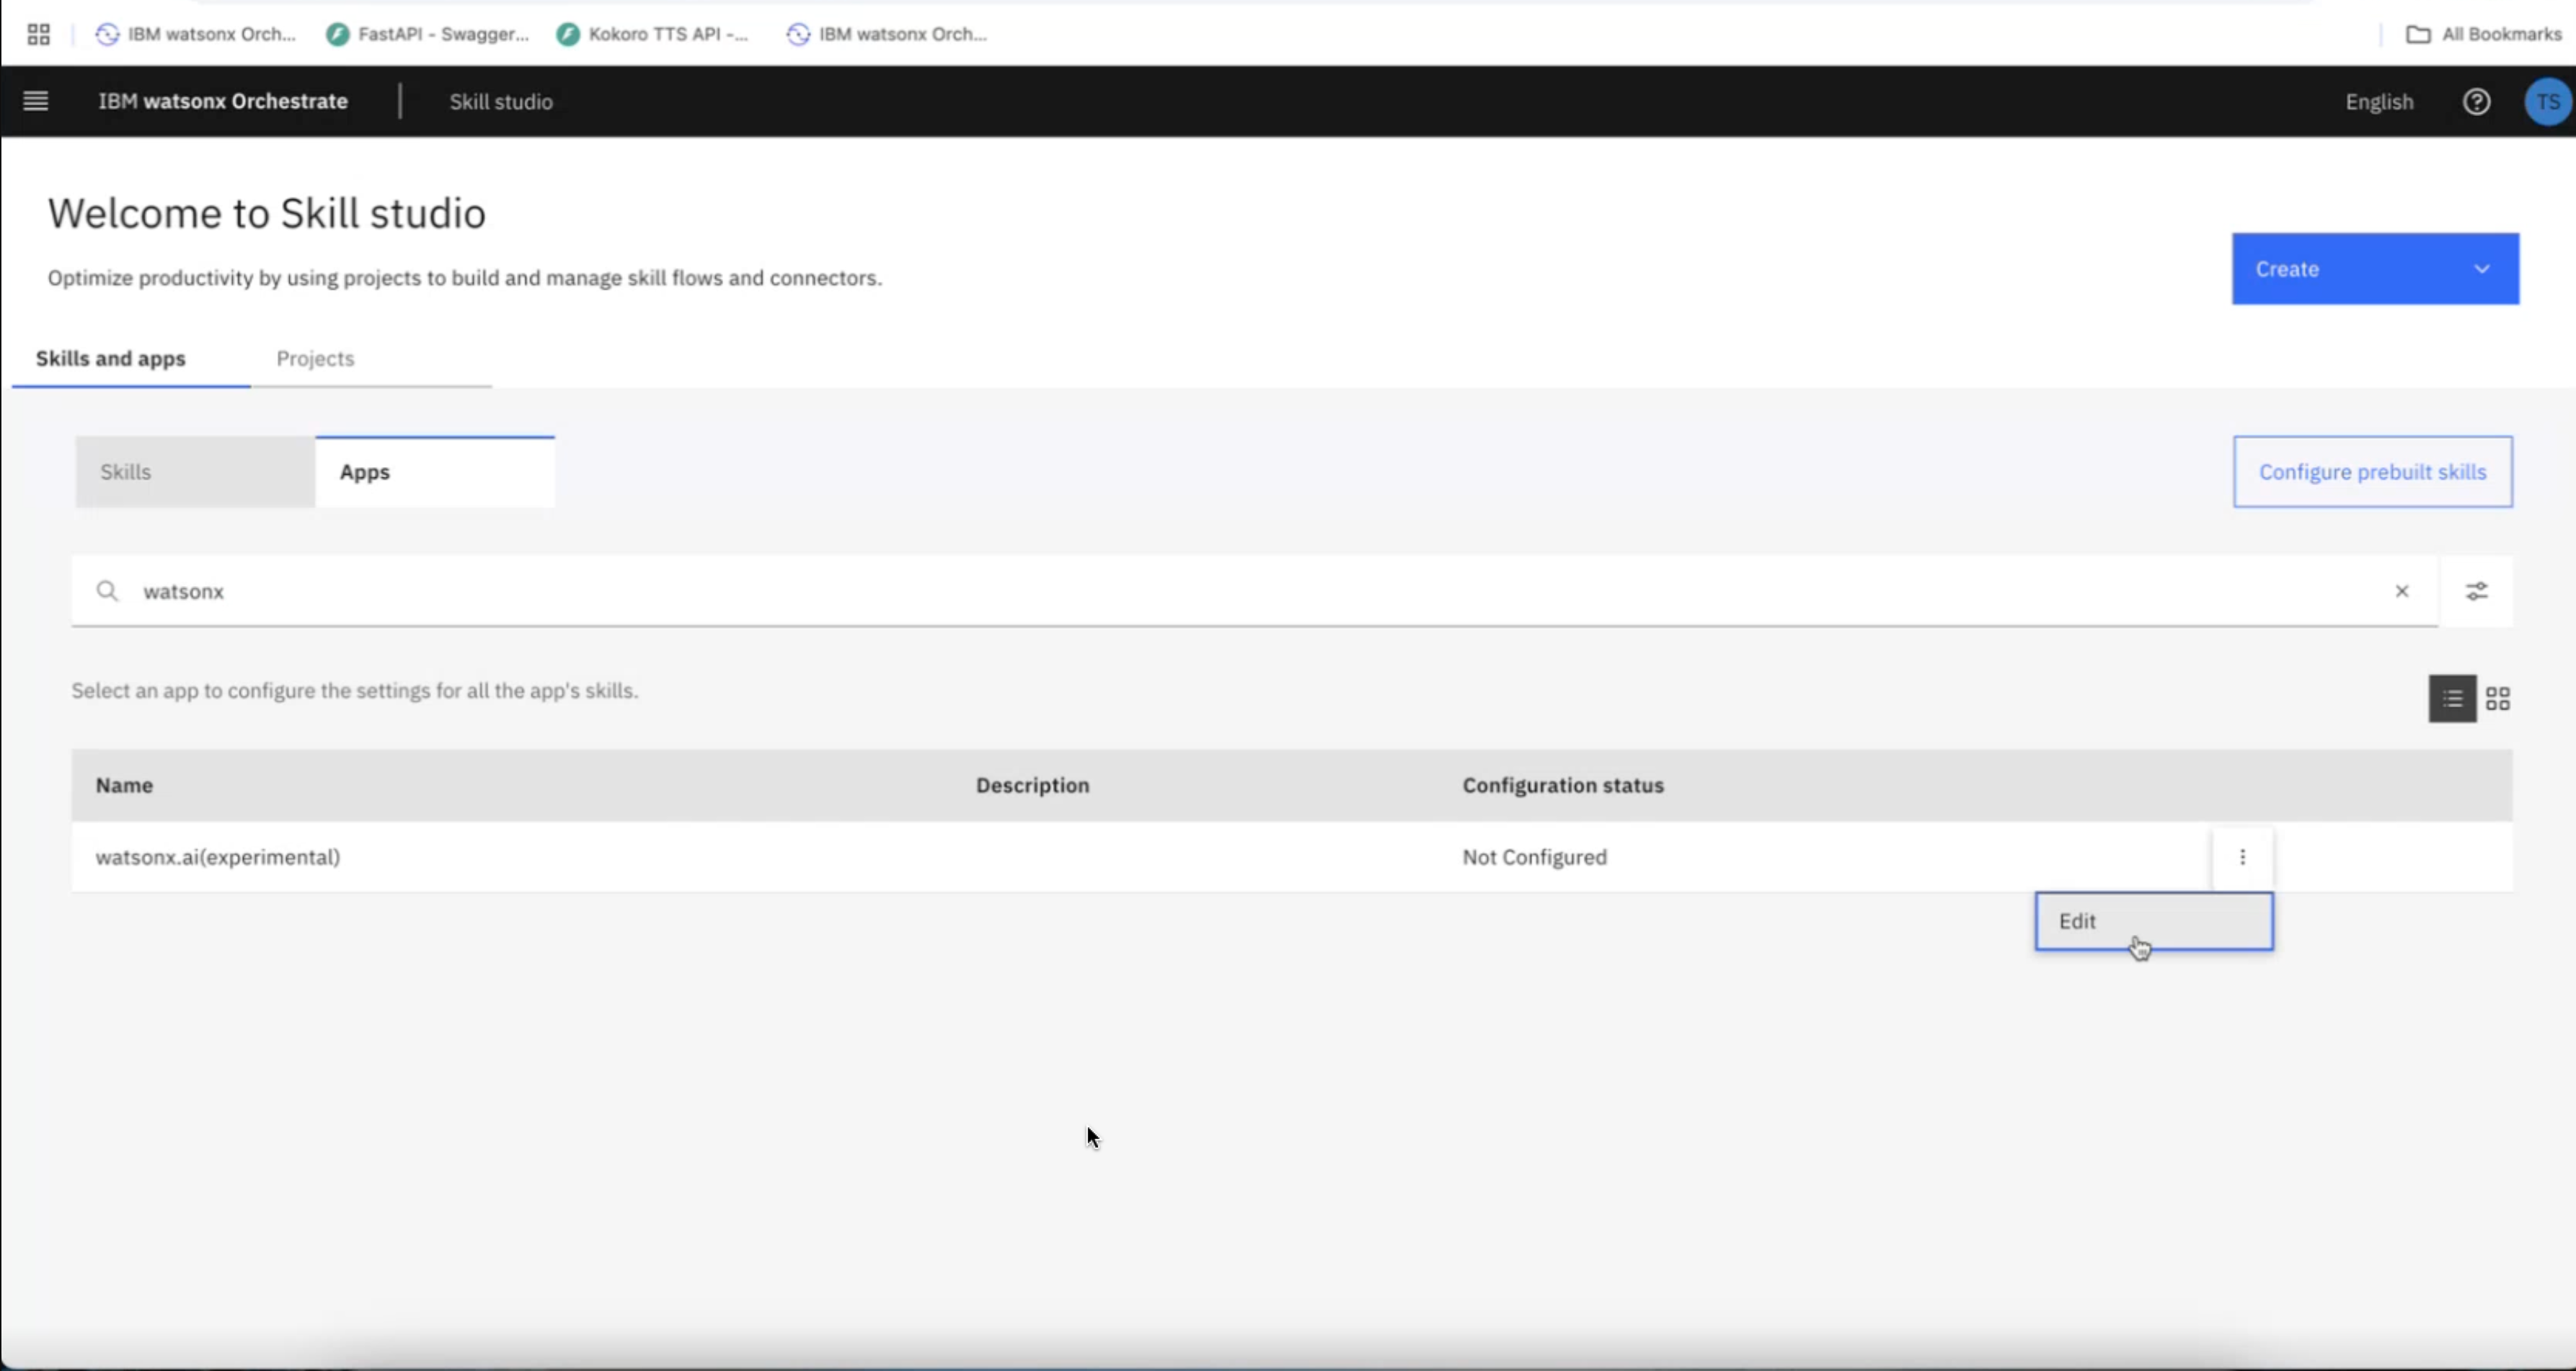 IBM watsonx Orch... FastAPI - Swagger... Kokoro TTS API -... IBM watsonx Orch... All Bookmarks
IBM watsonx Orchestrate Skill studio English TS
Welcome to Skill studio
Create
Optimize productivity by using projects to build and manage skill flows and connectors.
Skills and apps Projects
Skills Apps Configure prebuilt skills
watsonx
Select an app to configure the settings for all the app's skills.
Name Description Configuration status
watsonx.ai(experimental) Not Configured
Edit